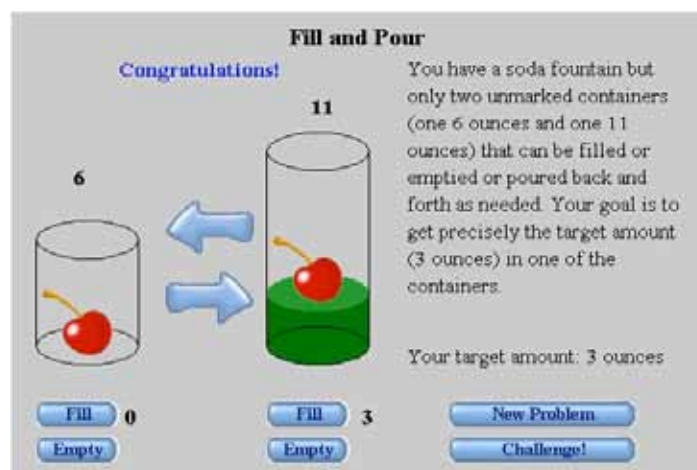 Fill and Pour
Congratulations!
You have a soda fountain but
only two unmarked containers
(one 6 ounces and one 11
ounces) that can be filled or
emptied or poured back and
forth as needed. Your goal is to
get precisely the target amount
(3 ounces) in one of the
containers.
11
6
Your target amount: 3 ounces
Fill 0
Fill 3
New Problem
Empty
Empty
Challenge!